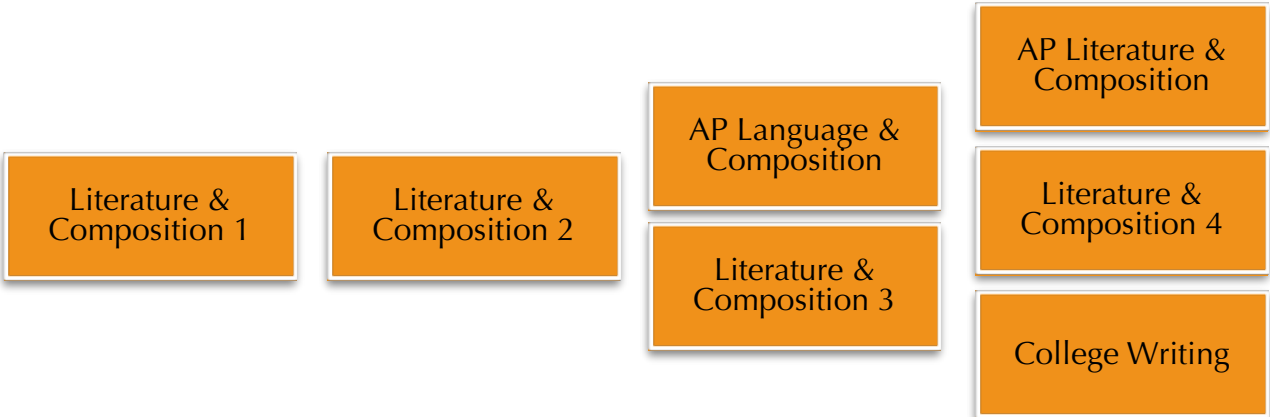 Literature &
Composition 1
Literature &
Composition 2
AP Language &
Composition
Literature &
Composition 3
AP Literature &
Composition
Literature &
Composition 4
College Writing